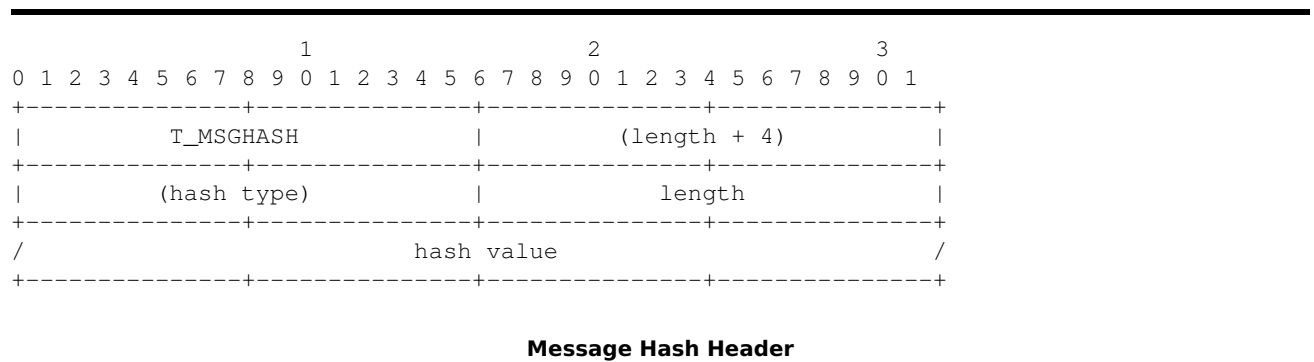 1                   2                   3
0 1 2 3 4 5 6 7 8 9 0 1 2 3 4 5 6 7 8 9 0 1 2 3 4 5 6 7 8 9 0 1
+---------------+---------------+---------------+---------------+
|          T_MSGHASH            |         (length + 4)          |
+---------------+---------------+---------------+---------------+
|         (hash type)           |            length             |
+---------------+---------------+---------------+---------------+
/                           hash value                          /
+---------------+---------------+---------------+---------------+
Message Hash Header